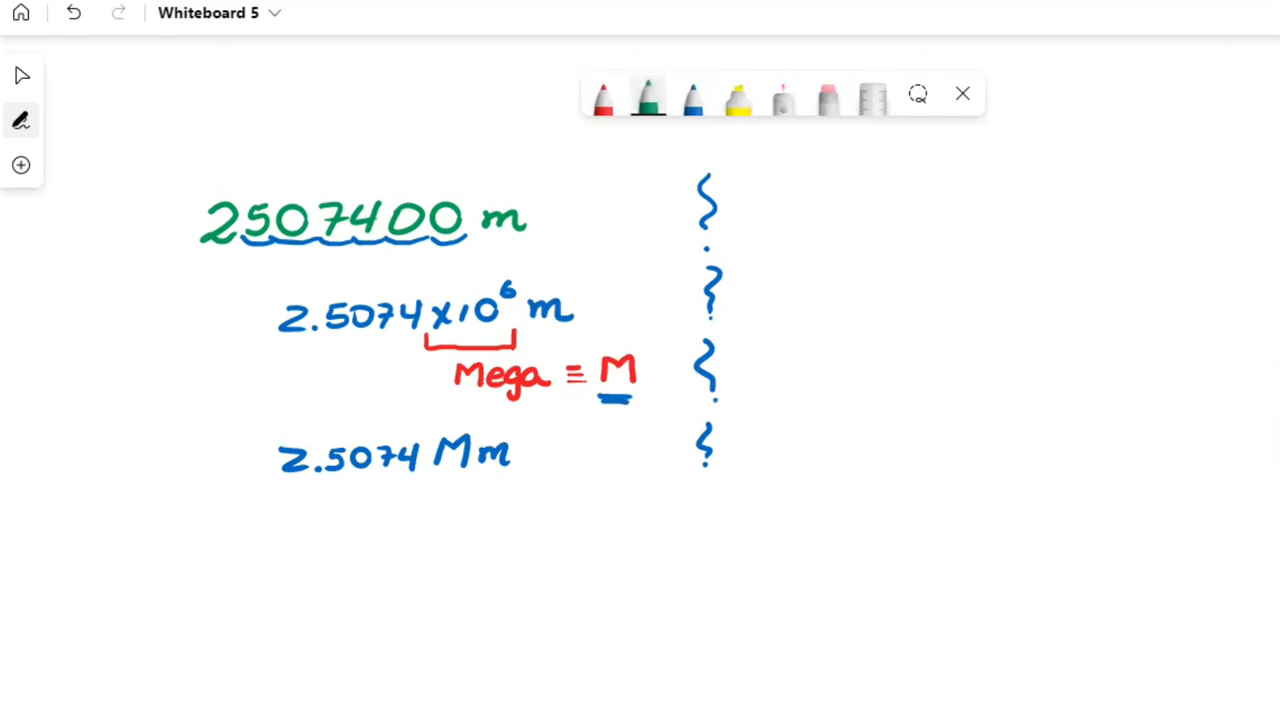 Whiteboard 5
2507400 m
2.5074 x 10⁶ m
Mega ≡ M
2.5074 Mm